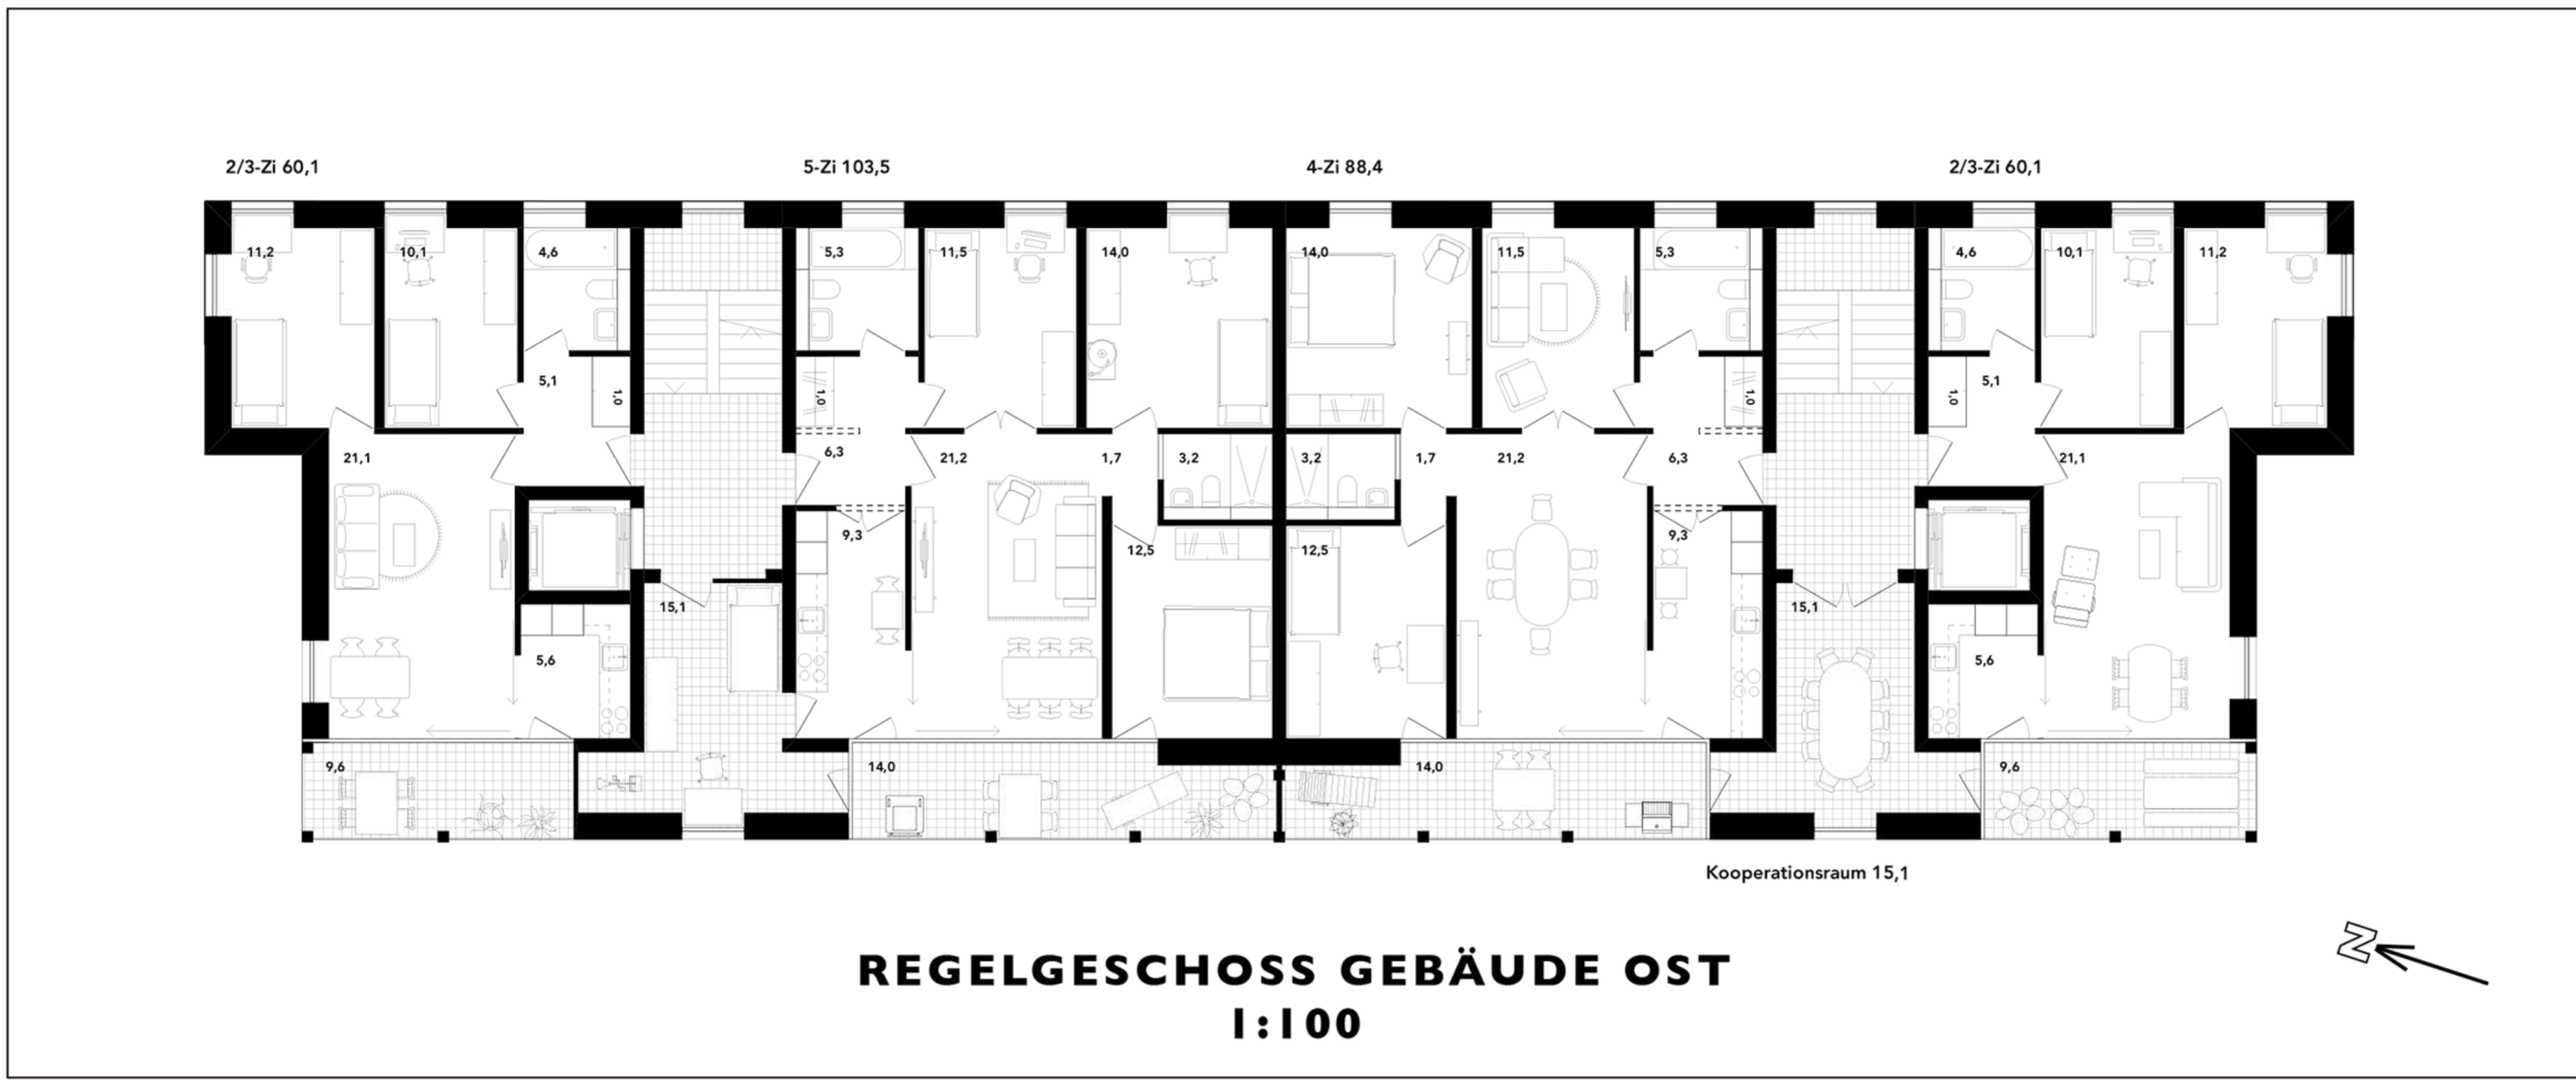 2/3-Zi 60,1 5-Zi 103,5 4-Zi 88,4 2/3-Zi 60,1
11,2 10,1 4,6 5,3 11,5 14,0 14,0 11,5 5,3 4,6 10,1 11,2
5,1 1,0 1,0 1,0 1,0 5,1
21,1 6,3 21,2 1,7 3,2 3,2 1,7 21,2 6,3 21,1
9,3 12,5 12,5 9,3
15,1 15,1
5,6 5,6
9,6 14,0 14,0 9,6
Kooperationsraum 15,1
N
REGELGESCHOSS GEBÄUDE OST
1:100